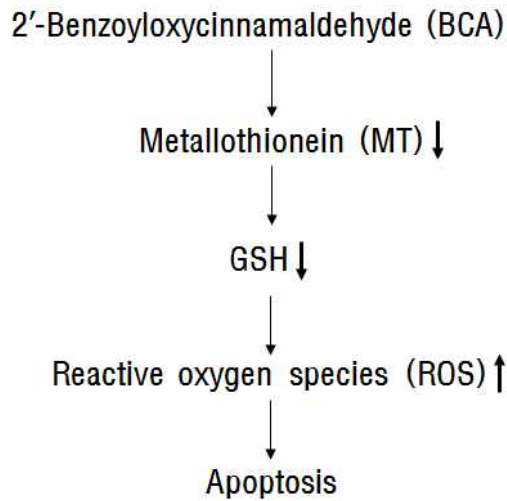 2′-Benzoyloxycinnamaldehyde (BCA)
Metallothionein (MT)
GSH
Reactive oxygen species (ROS)
Apoptosis